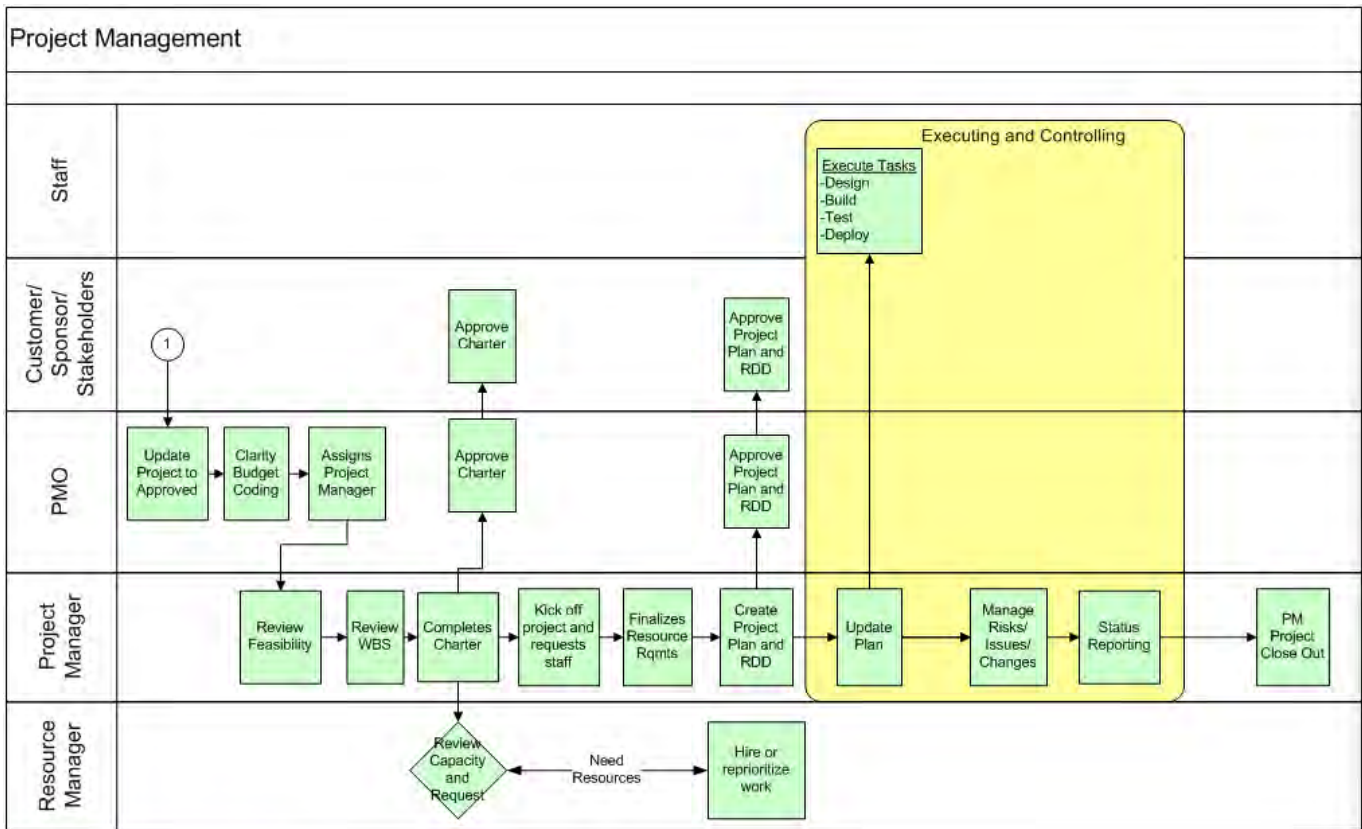 Project Management
Staff
Executing and Controlling
Execute Tasks
-Design
-Build
-Test
-Deploy
Customer/
Sponsor/
Stakeholders
1
Approve
Charter
Approve
Project
Plan and
RDD
PMO
Update
Project to
Approved
Clarity
Budget
Coding
Assigns
Project
Manager
Approve
Charter
Approve
Project
Plan and
RDD
Project
Manager
Review
Feasibility
Review
WBS
Completes
Charter
Kick off
project and
requests
staff
Finalizes
Resource
Rqmts
Create
Project
Plan and
RDD
Update
Plan
Manage
Risks/
Issues/
Changes
Status
Reporting
PM
Project
Close Out
Resource
Manager
Review
Capacity
and
Request
Need
Resources
Hire or
reprioritize
work